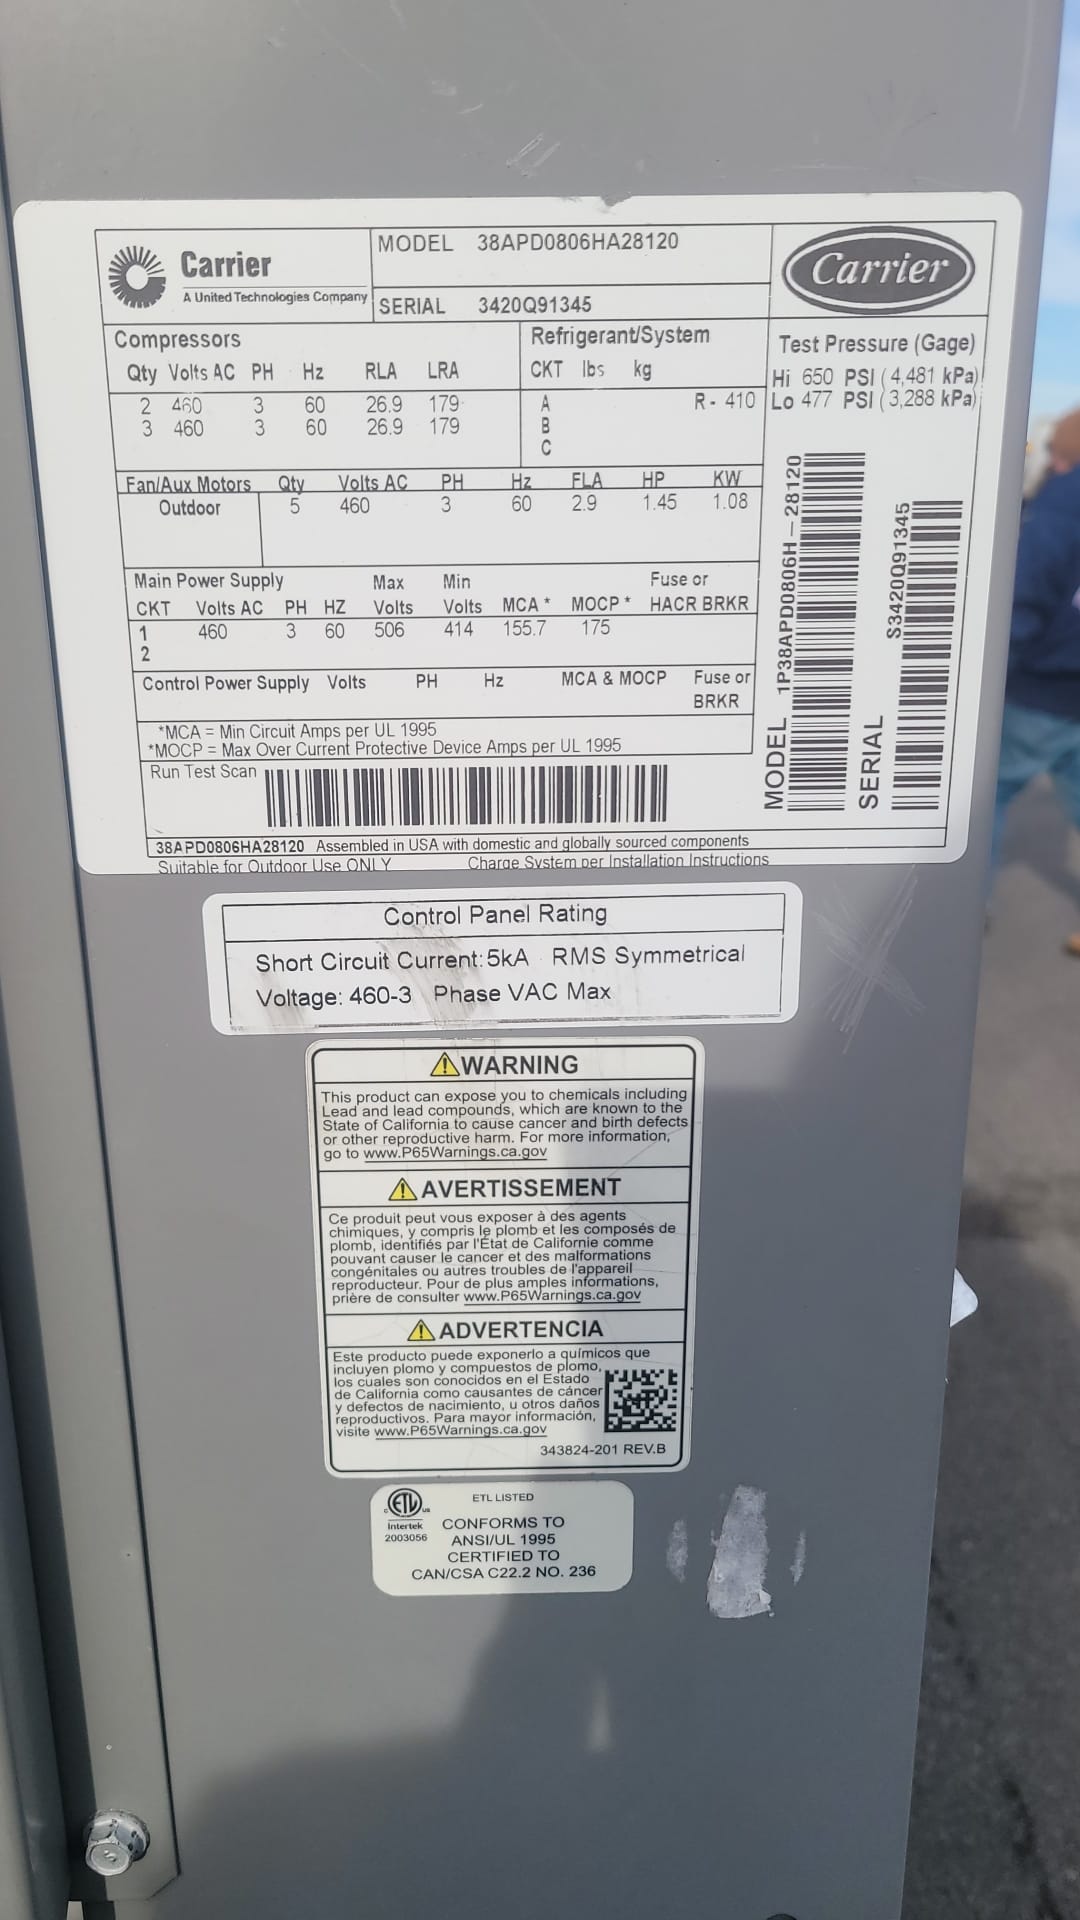 Carrier
A United Technologies Company
MODEL 38APD0806HA28120
SERIAL 3420Q91345
Carrier
Compressors
Qty Volts AC PH Hz RLA LRA
2 460 3 60 26.9 179
3 460 3 60 26.9 179
Refrigerant/System
CKT lbs kg
A R- 410
B
C
Test Pressure (Gage)
Hi 650 PSI (4,481 kPa)
Lo 477 PSI (3,288 kPa)
Fan/Aux Motors Qty Volts AC PH Hz FLA HP KW
Outdoor 5 460 3 60 2.9 1.45 1.08
Main Power Supply Max Min Fuse or
CKT Volts AC PH HZ Volts Volts MCA * MOCP * HACR BRKR
1 460 3 60 506 414 155.7 175
2
Control Power Supply Volts PH Hz MCA & MOCP Fuse or
BRKR
*MCA = Min Circuit Amps per UL 1995
*MOCP = Max Over Current Protective Device Amps per UL 1995
Run Test Scan
MODEL 1P38APD0806H-28120
SERIAL S3420Q91345
38APD0806HA28120 Assembled in USA with domestic and globally sourced components
Suitable for Outdoor Use ONLY Charge System per Installation Instructions
Control Panel Rating
Short Circuit Current: 5kA RMS Symmetrical
Voltage: 460-3 Phase VAC Max
WARNING
This product can expose you to chemicals including
Lead and lead compounds, which are known to the
State of California to cause cancer and birth defects
or other reproductive harm. For more information,
go to www.P65Warnings.ca.gov
AVERTISSEMENT
Ce produit peut vous exposer à des agents
chimiques, y compris le plomb et les composés de
plomb, identifiés par l'État de Californie comme
pouvant causer le cancer et des malformations
congénitales ou autres troubles de l'appareil
reproducteur. Pour de plus amples informations,
prière de consulter www.P65Warnings.ca.gov
ADVERTENCIA
Este producto puede exponerlo a químicos que
incluyen plomo y compuestos de plomo,
los cuales son conocidos en el Estado
de California como causantes de cáncer
y defectos de nacimiento, u otros daños
reproductivos. Para mayor información,
visite www.P65Warnings.ca.gov
343824-201 REV.B
ETL LISTED
C ETL US
Intertek
2003056
CONFORMS TO
ANSI/UL 1995
CERTIFIED TO
CAN/CSA C22.2 NO. 236